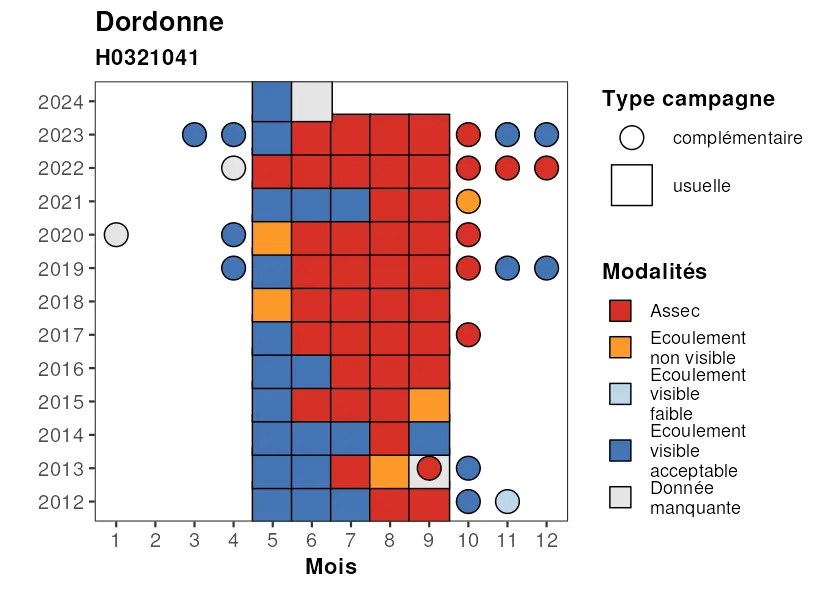 Dordonne
H0321041
2024
2023
2022
2021
2020
2019
2018
2017
2016
2015
2014
2013
2012
1 2 3 4 5 6 7 8 9 10 11 12
Mois
Type campagne
complémentaire
usuelle
Modalités
Assec
Ecoulement
non visible
Ecoulement
visible
faible
Ecoulement
visible
acceptable
Donnée
manquante